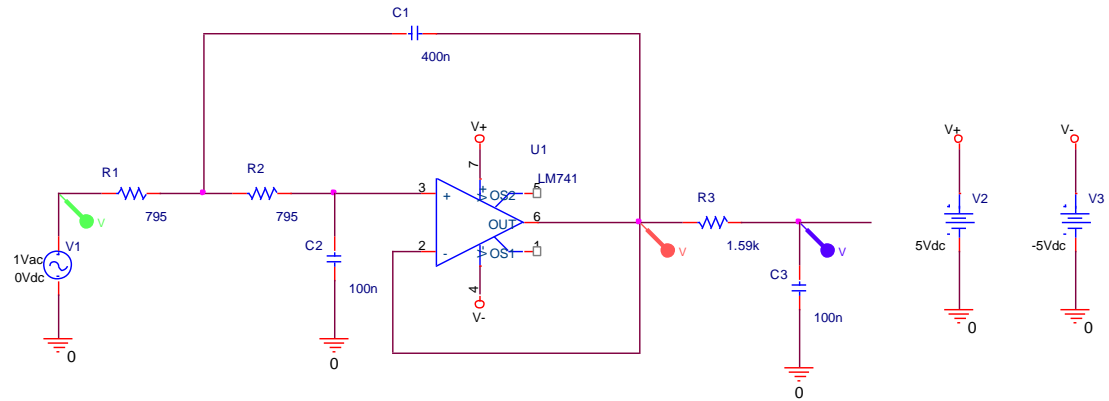 C1
400n
V+
U1
7
LM741
R1
R2
3
+
V+
OS2
5
6
OUT
R3
V
795
795
2
-
V-
OS1
1
V
1.59k
V
V1
1Vac
0Vdc
C2
100n
4
V-
C3
100n
0
0
0
V+
V2
5Vdc
0
V-
V3
-5Vdc
0